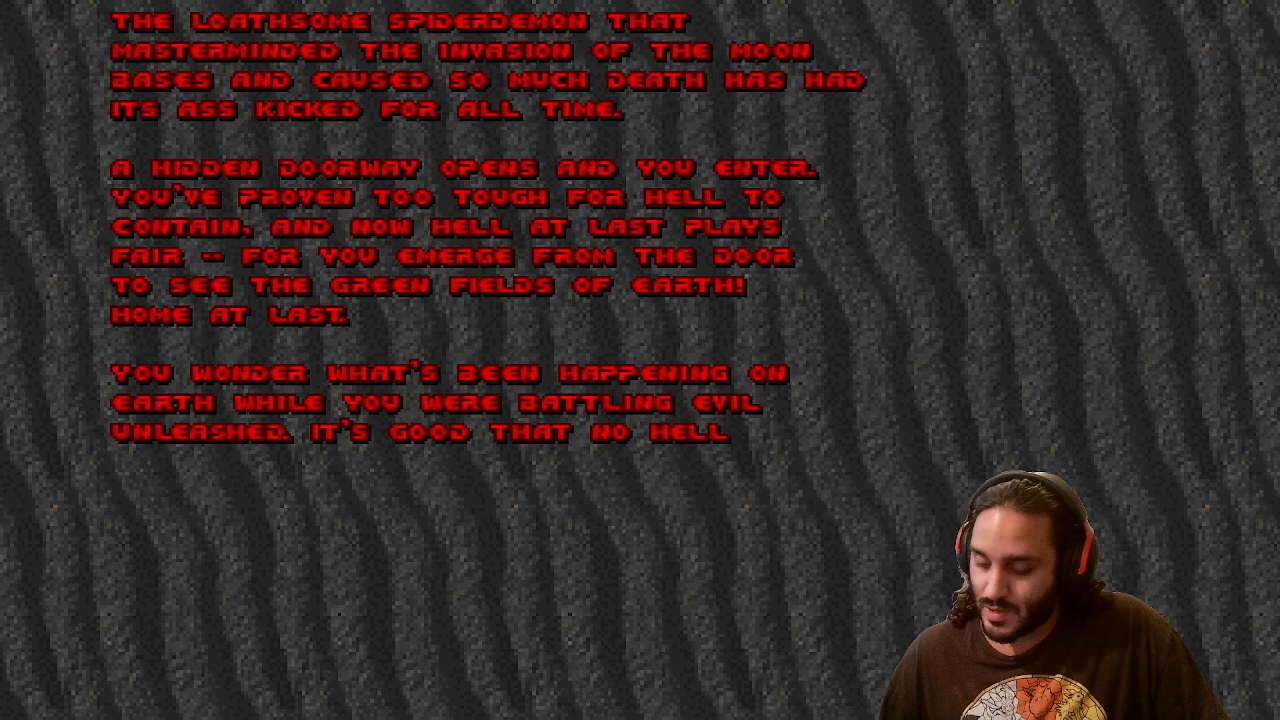 THE LOATHSOME SPIDERDEMON THAT
MASTERMINDED THE INVASION OF THE MOON
BASES AND CAUSED SO MUCH DEATH HAS HAD
ITS ASS KICKED FOR ALL TIME.
A HIDDEN DOORWAY OPENS AND YOU ENTER.
YOU'VE PROVEN TOO TOUGH FOR HELL TO
CONTAIN, AND NOW HELL AT LAST PLAYS
FAIR -- FOR YOU EMERGE FROM THE DOOR
TO SEE THE GREEN FIELDS OF EARTH!
HOME AT LAST.
YOU WONDER WHAT'S BEEN HAPPENING ON
EARTH WHILE YOU WERE BATTLING EVIL
UNLEASHED. IT'S GOOD THAT NO HELL